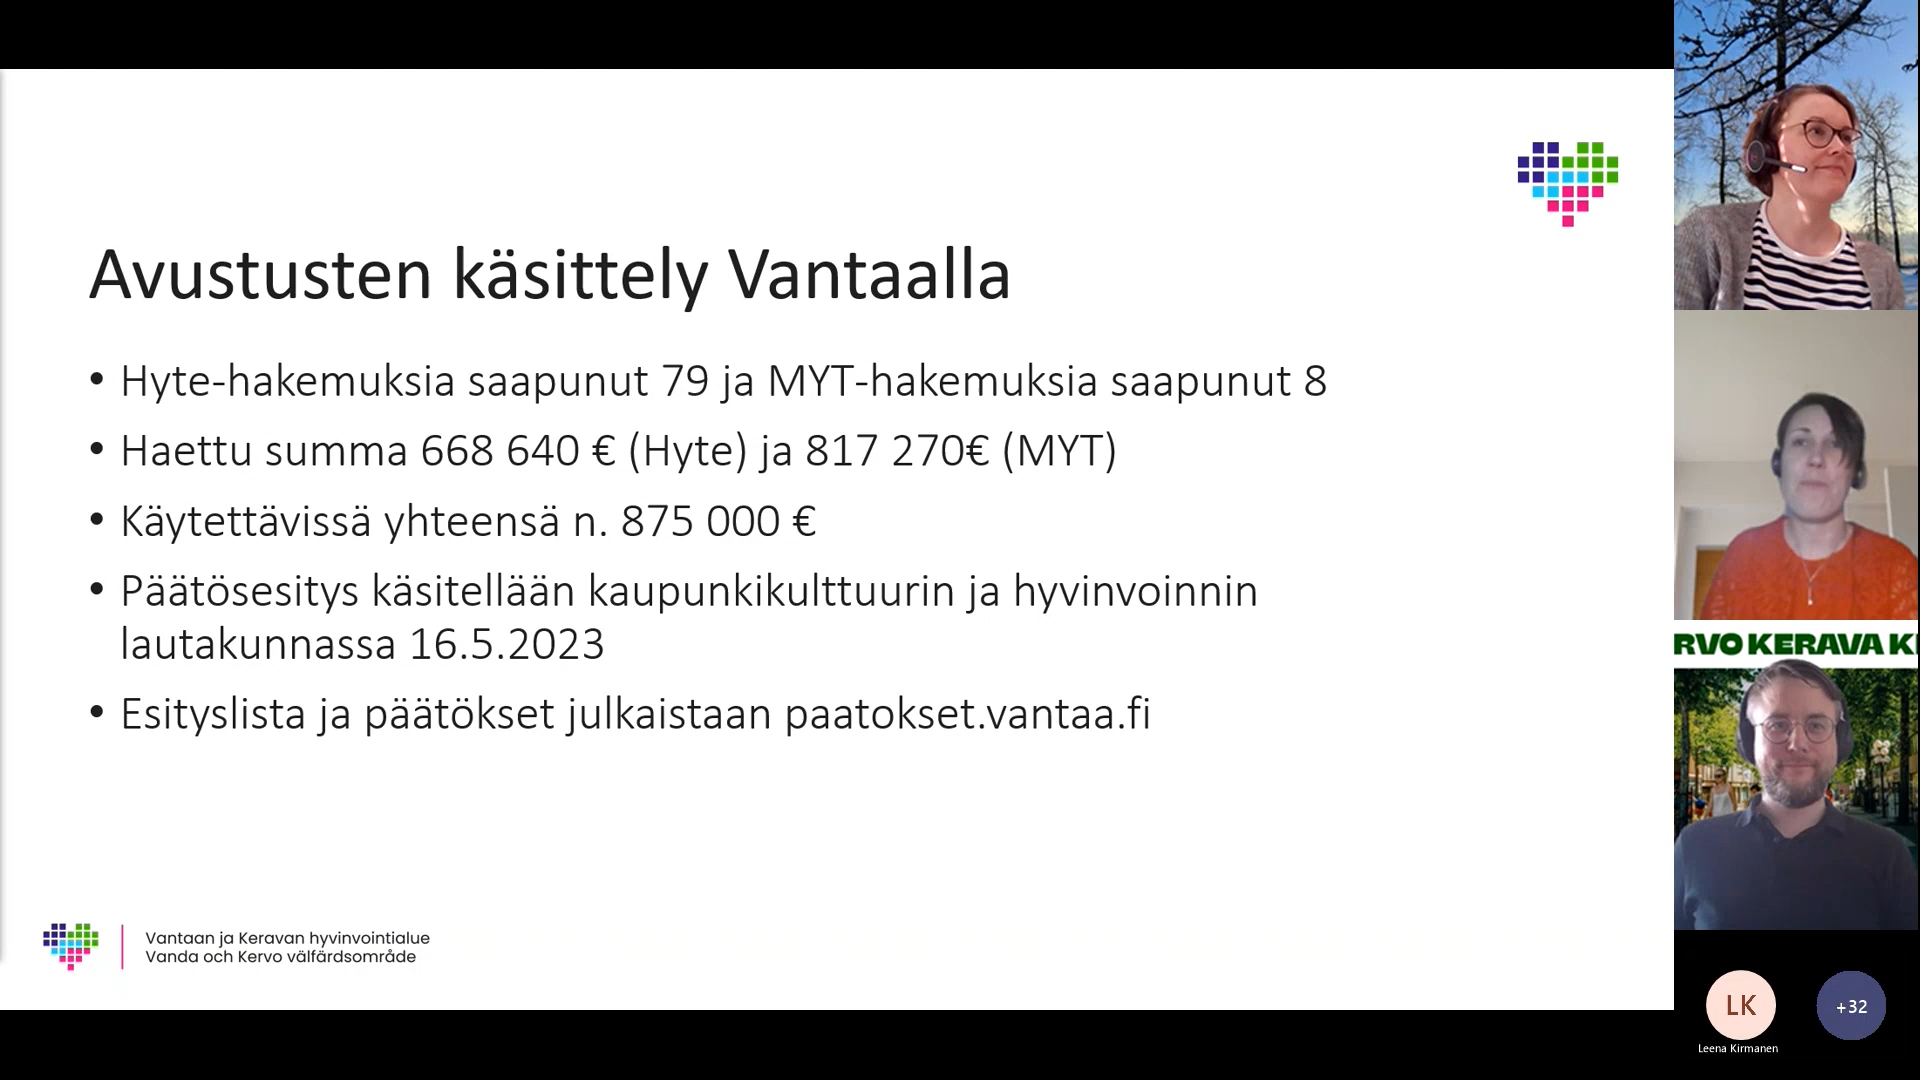 Avustusten käsittely Vantaalla
• Hyte-hakemuksia saapunut 79 ja MYT-hakemuksia saapunut 8
• Haettu summa 668 640 € (Hyte) ja 817 270€ (MYT)
• Käytettävissä yhteensä n. 875 000 €
• Päätösesitys käsitellään kaupunkikulttuurin ja hyvinvoinnin
lautakunnassa 16.5.2023
• Esityslista ja päätökset julkaistaan paatokset.vantaa.fi
Vantaan ja Keravan hyvinvointialue
Vanda och Kervo välfärdsområde
RVO KERAVA K
LK
+32
Leena Kirmanen